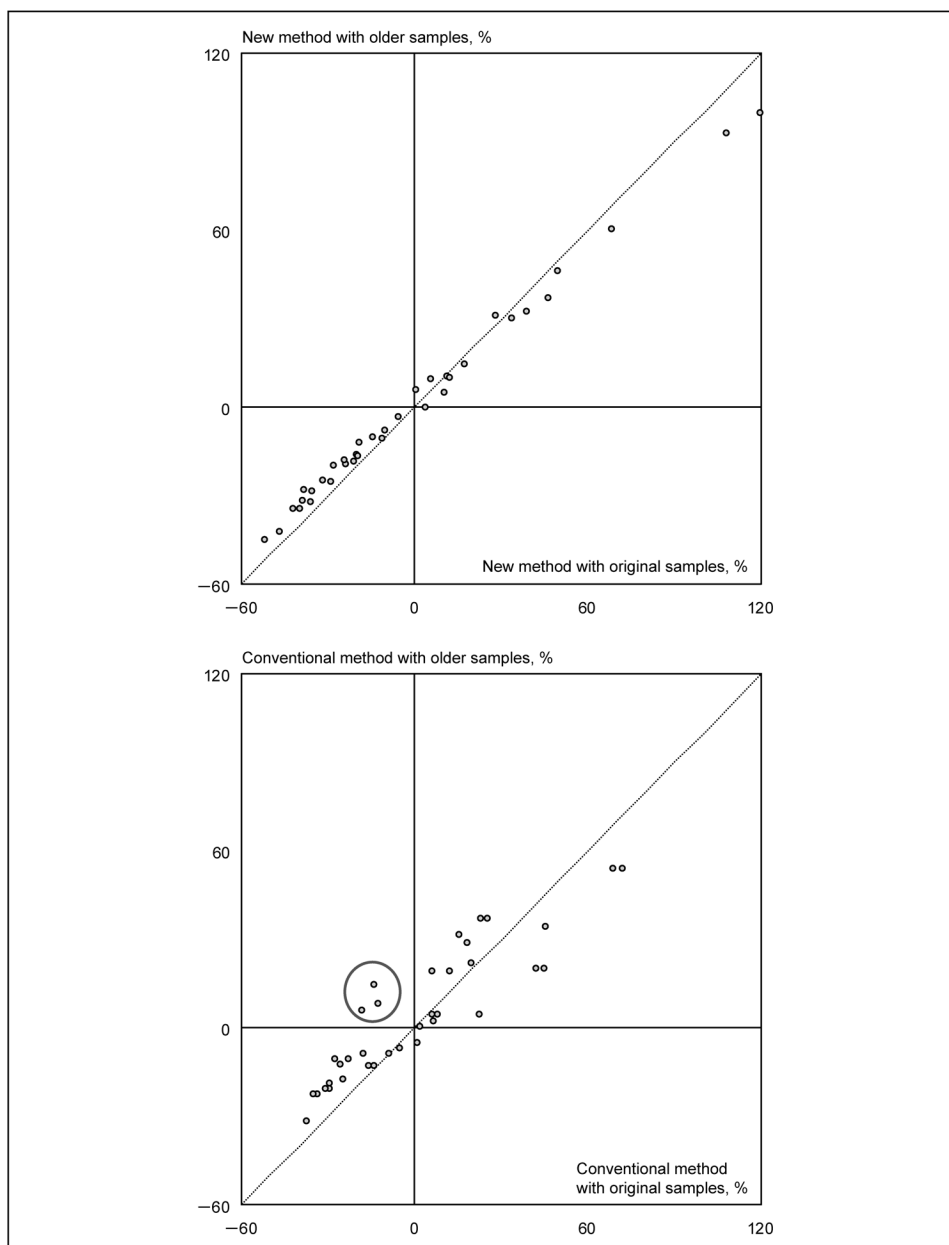 New method with older samples, %
120
60
0
−60
New method with original samples, %
−60 0 60 120
Conventional method with older samples, %
120
60
0
−60
Conventional method
with original samples, %
−60 0 60 120